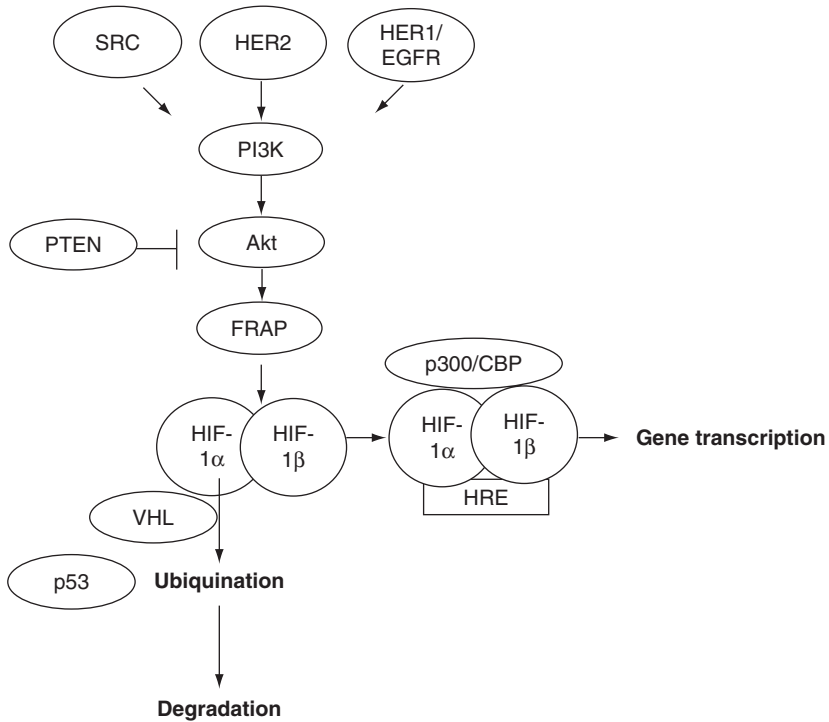 SRC
HER2
HER1/
EGFR
PI3K
PTEN
Akt
FRAP
p300/CBP
HIF-
1α
HIF-
1β
HIF-
1α
HIF-
1β
Gene transcription
HRE
VHL
p53
Ubiquination
Degradation